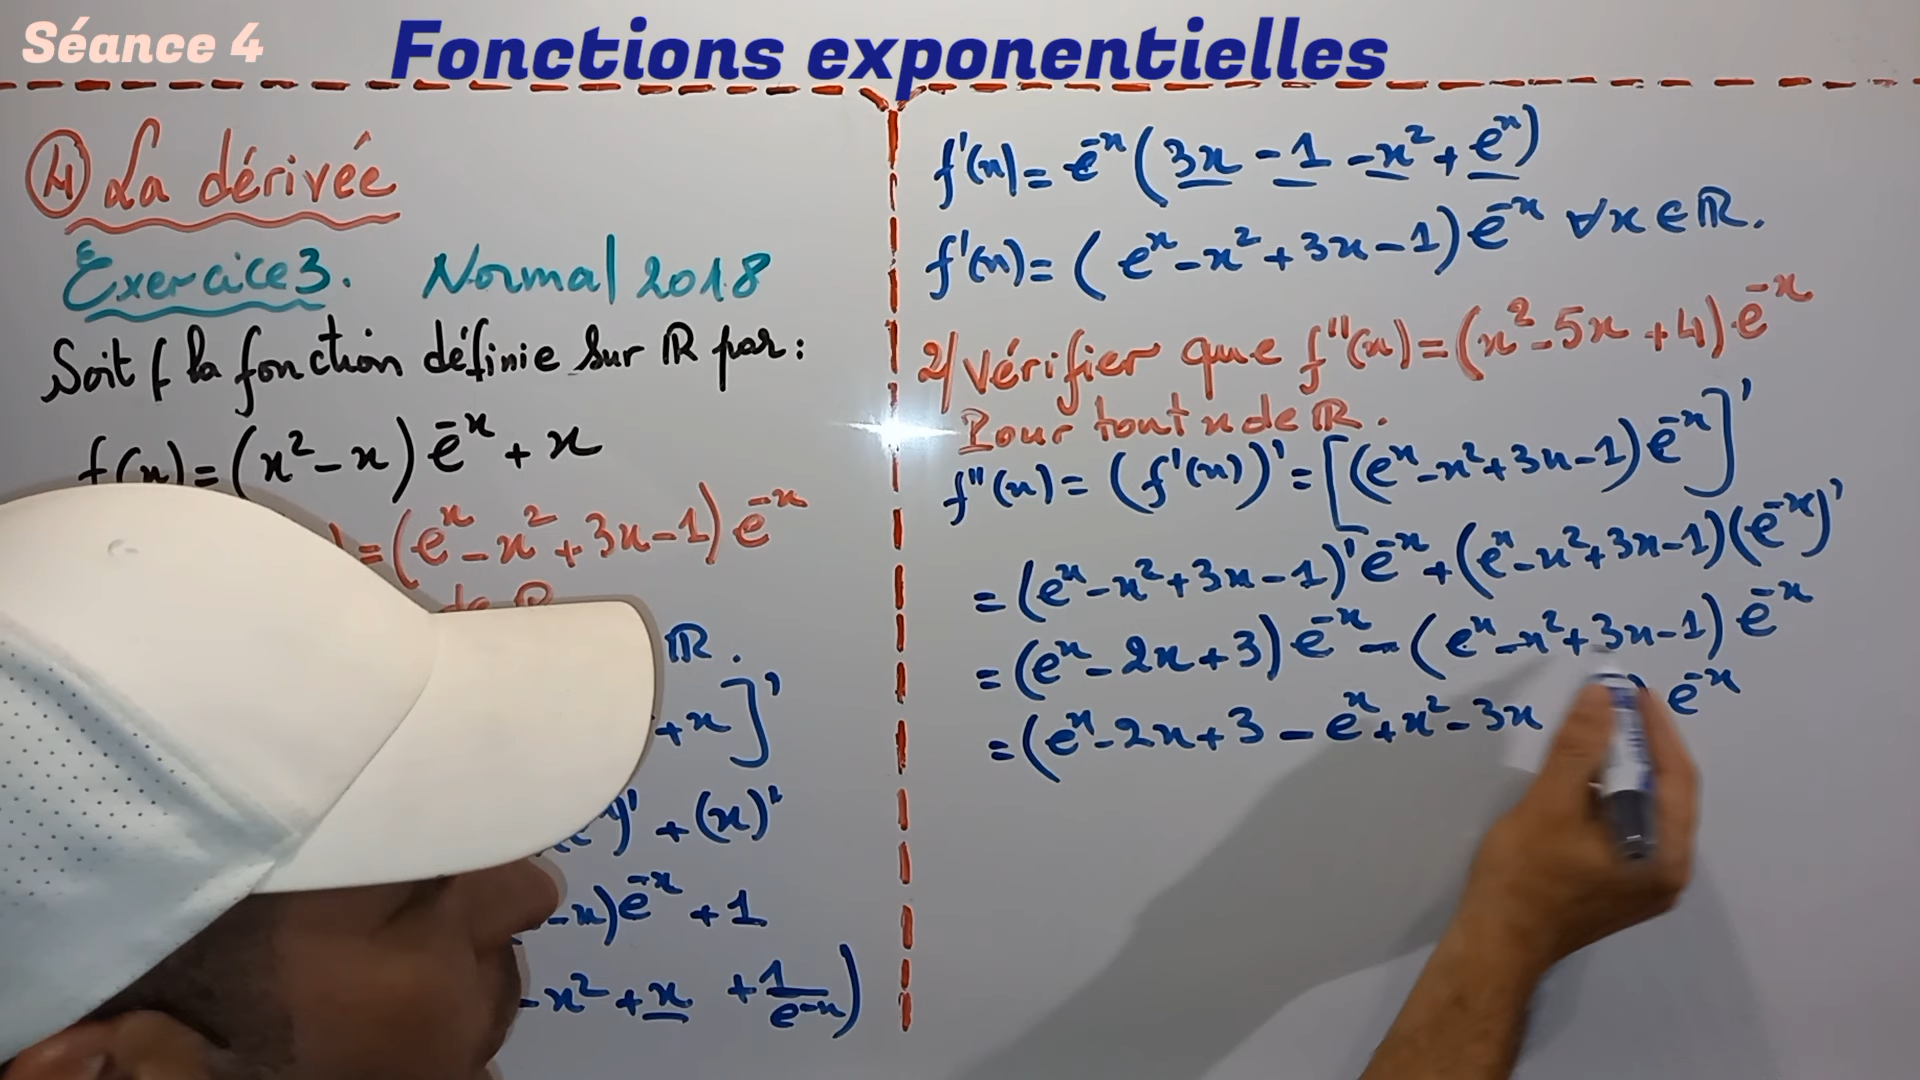 Séance 4
Fonctions exponentielles
4 La dérivée
Exercice 3. Normal 2018
Soit f la fonction définie sur ℝ par :
f(x) = (x² - x) e⁻ˣ + x
= (eˣ - x² + 3x - 1) e⁻ˣ
de ℝ
ℝ.
+ x]'
)' + (x)'
- x) e⁻ˣ + 1
- x² + x + 1/e⁻ˣ)
f'(x) = e⁻ˣ (3x - 1 - x² + eˣ)
f'(x) = (eˣ - x² + 3x - 1) e⁻ˣ ∀x ∈ ℝ.
2/ Vérifier que f''(x) = (x² - 5x + 4) e⁻ˣ
Pour tout x de ℝ.
f''(x) = (f'(x))' = [(eˣ - x² + 3x - 1) e⁻ˣ]'
= (eˣ - x² + 3x - 1)' e⁻ˣ + (eˣ - x² + 3x - 1)(e⁻ˣ)'
= (eˣ - 2x + 3) e⁻ˣ - (eˣ - x² + 3x - 1) e⁻ˣ
= (eˣ - 2x + 3 - eˣ + x² - 3x ) e⁻ˣ